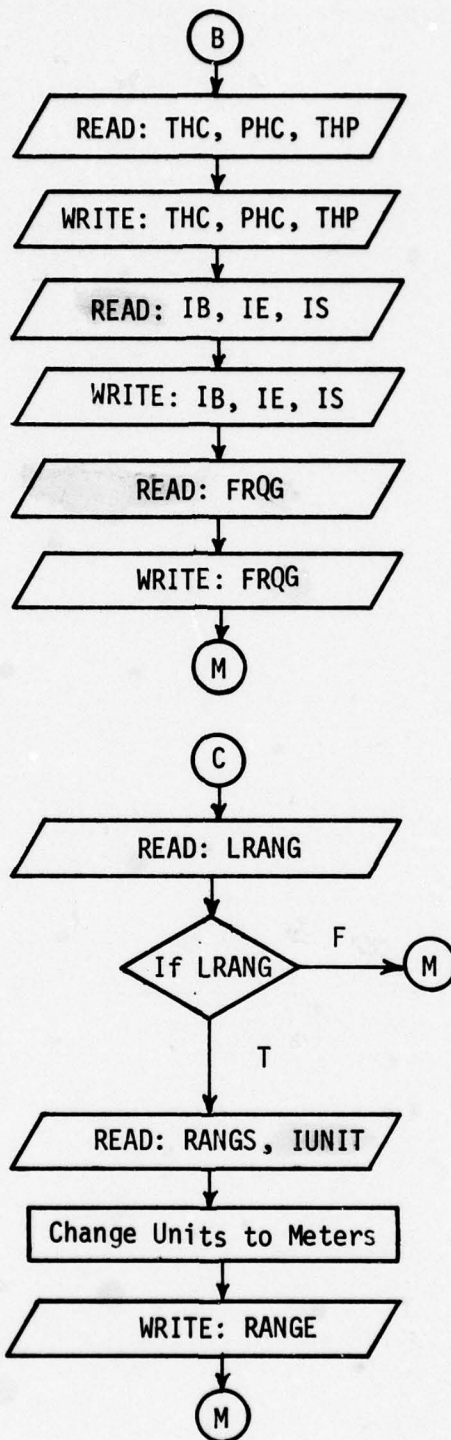 B
READ: THC, PHC, THP
WRITE: THC, PHC, THP
READ: IB, IE, IS
WRITE: IB, IE, IS
READ: FRQG
WRITE: FRQG
M
C
READ: LRANG
If LRANG
F
M
T
READ: RANGS, IUNIT
Change Units to Meters
WRITE: RANGE
M